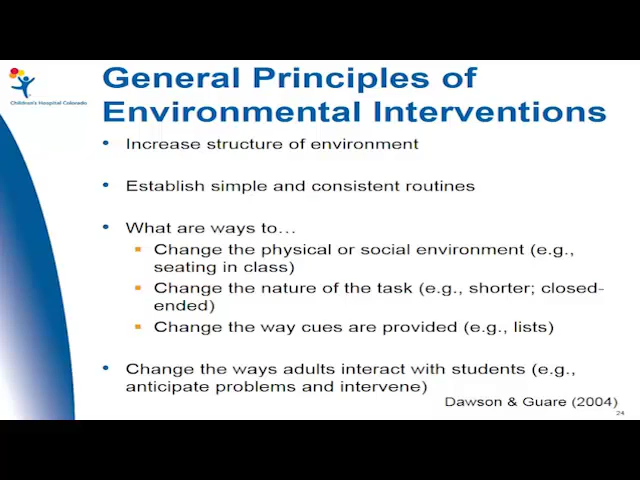 Children's Hospital Colorado
General Principles of
Environmental Interventions
• Increase structure of environment
• Establish simple and consistent routines
• What are ways to…
▪ Change the physical or social environment (e.g.,
seating in class)
▪ Change the nature of the task (e.g., shorter; closed-
ended)
▪ Change the way cues are provided (e.g., lists)
• Change the ways adults interact with students (e.g.,
anticipate problems and intervene)
Dawson & Guare (2004)
24